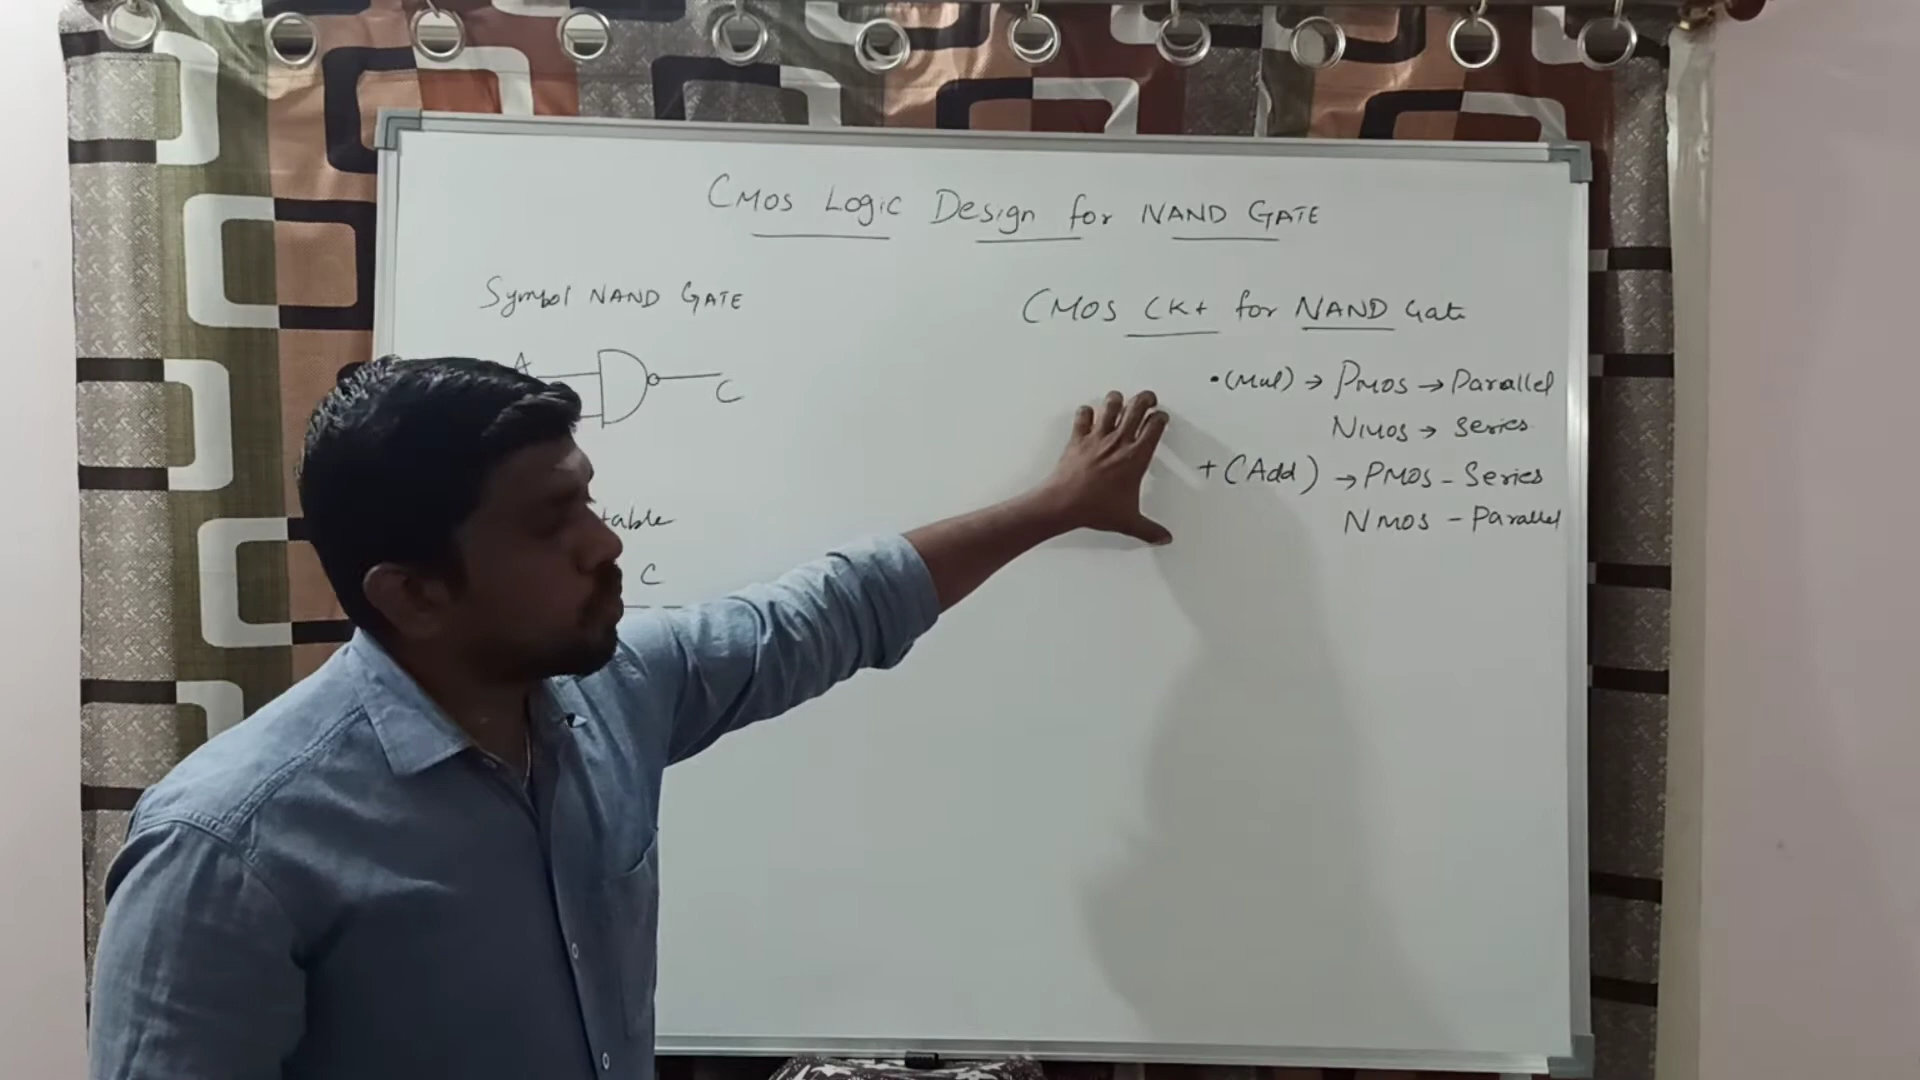 CMOS Logic Design for NAND GATE
Symbol NAND GATE
A
C
table
C
CMOS CKt for NAND Gate
•(Mul) → PMOS → Parallel
NMOS → Series
+ (Add) → PMOS - Series
NMOS - Parallel